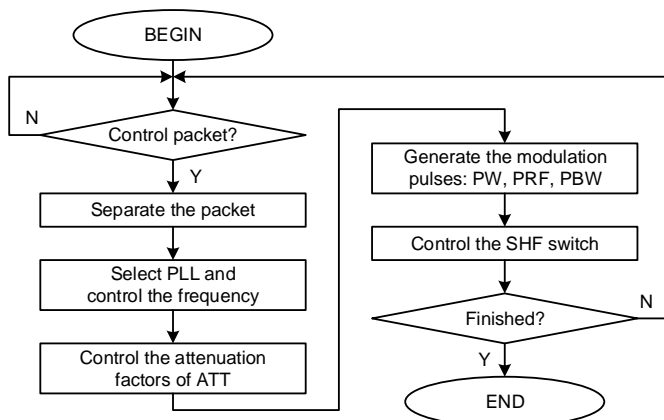 BEGIN
N
Control packet?
Y
Separate the packet
Select PLL and
control the frequency
Control the attenuation
factors of ATT
Generate the modulation
pulses: PW, PRF, PBW
Control the SHF switch
N
Finished?
Y
END